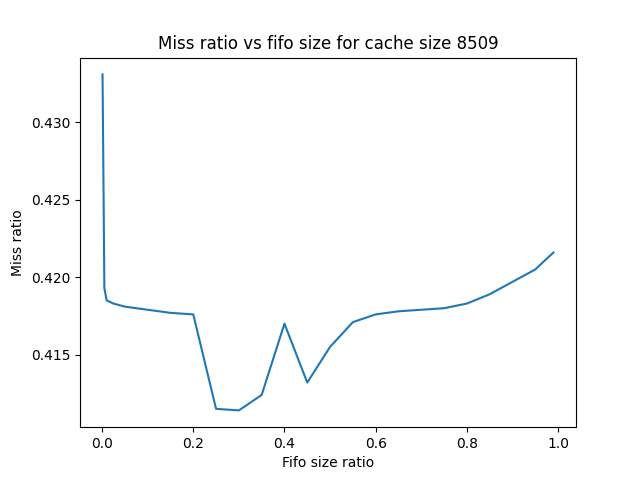 Miss ratio vs fifo size for cache size 8509
0.430
0.425
0.420
0.415
Miss ratio
0.0 0.2 0.4 0.6 0.8 1.0
Fifo size ratio